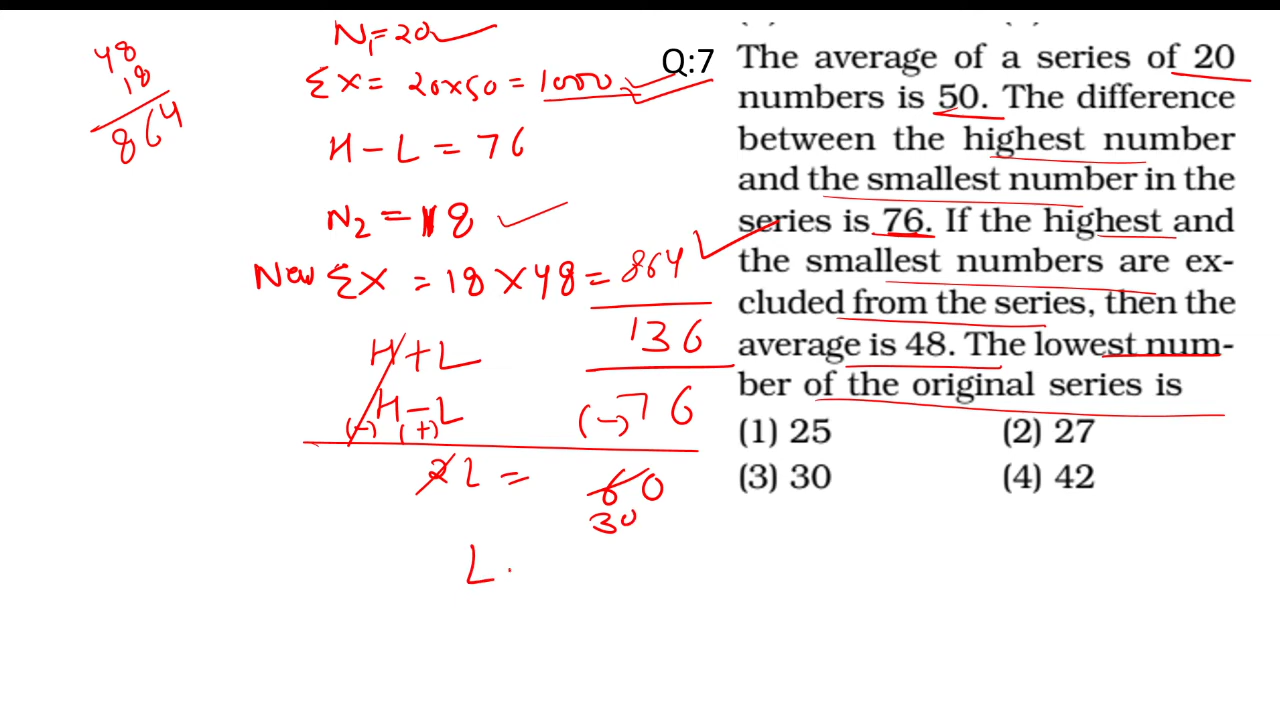 48
18
864
N₁=20
ΣX = 20×50 = 1000
H-L = 76
N₂ = 18
New ΣX = 18×48 = 864
136
H+L
H-L (-)76
(-) (+)
2L = 60
30
L.
Q:7
The average of a series of 20
numbers is 50. The difference
between the highest number
and the smallest number in the
series is 76. If the highest and
the smallest numbers are ex-
cluded from the series, then the
average is 48. The lowest num-
ber of the original series is
(1) 25 (2) 27
(3) 30 (4) 42